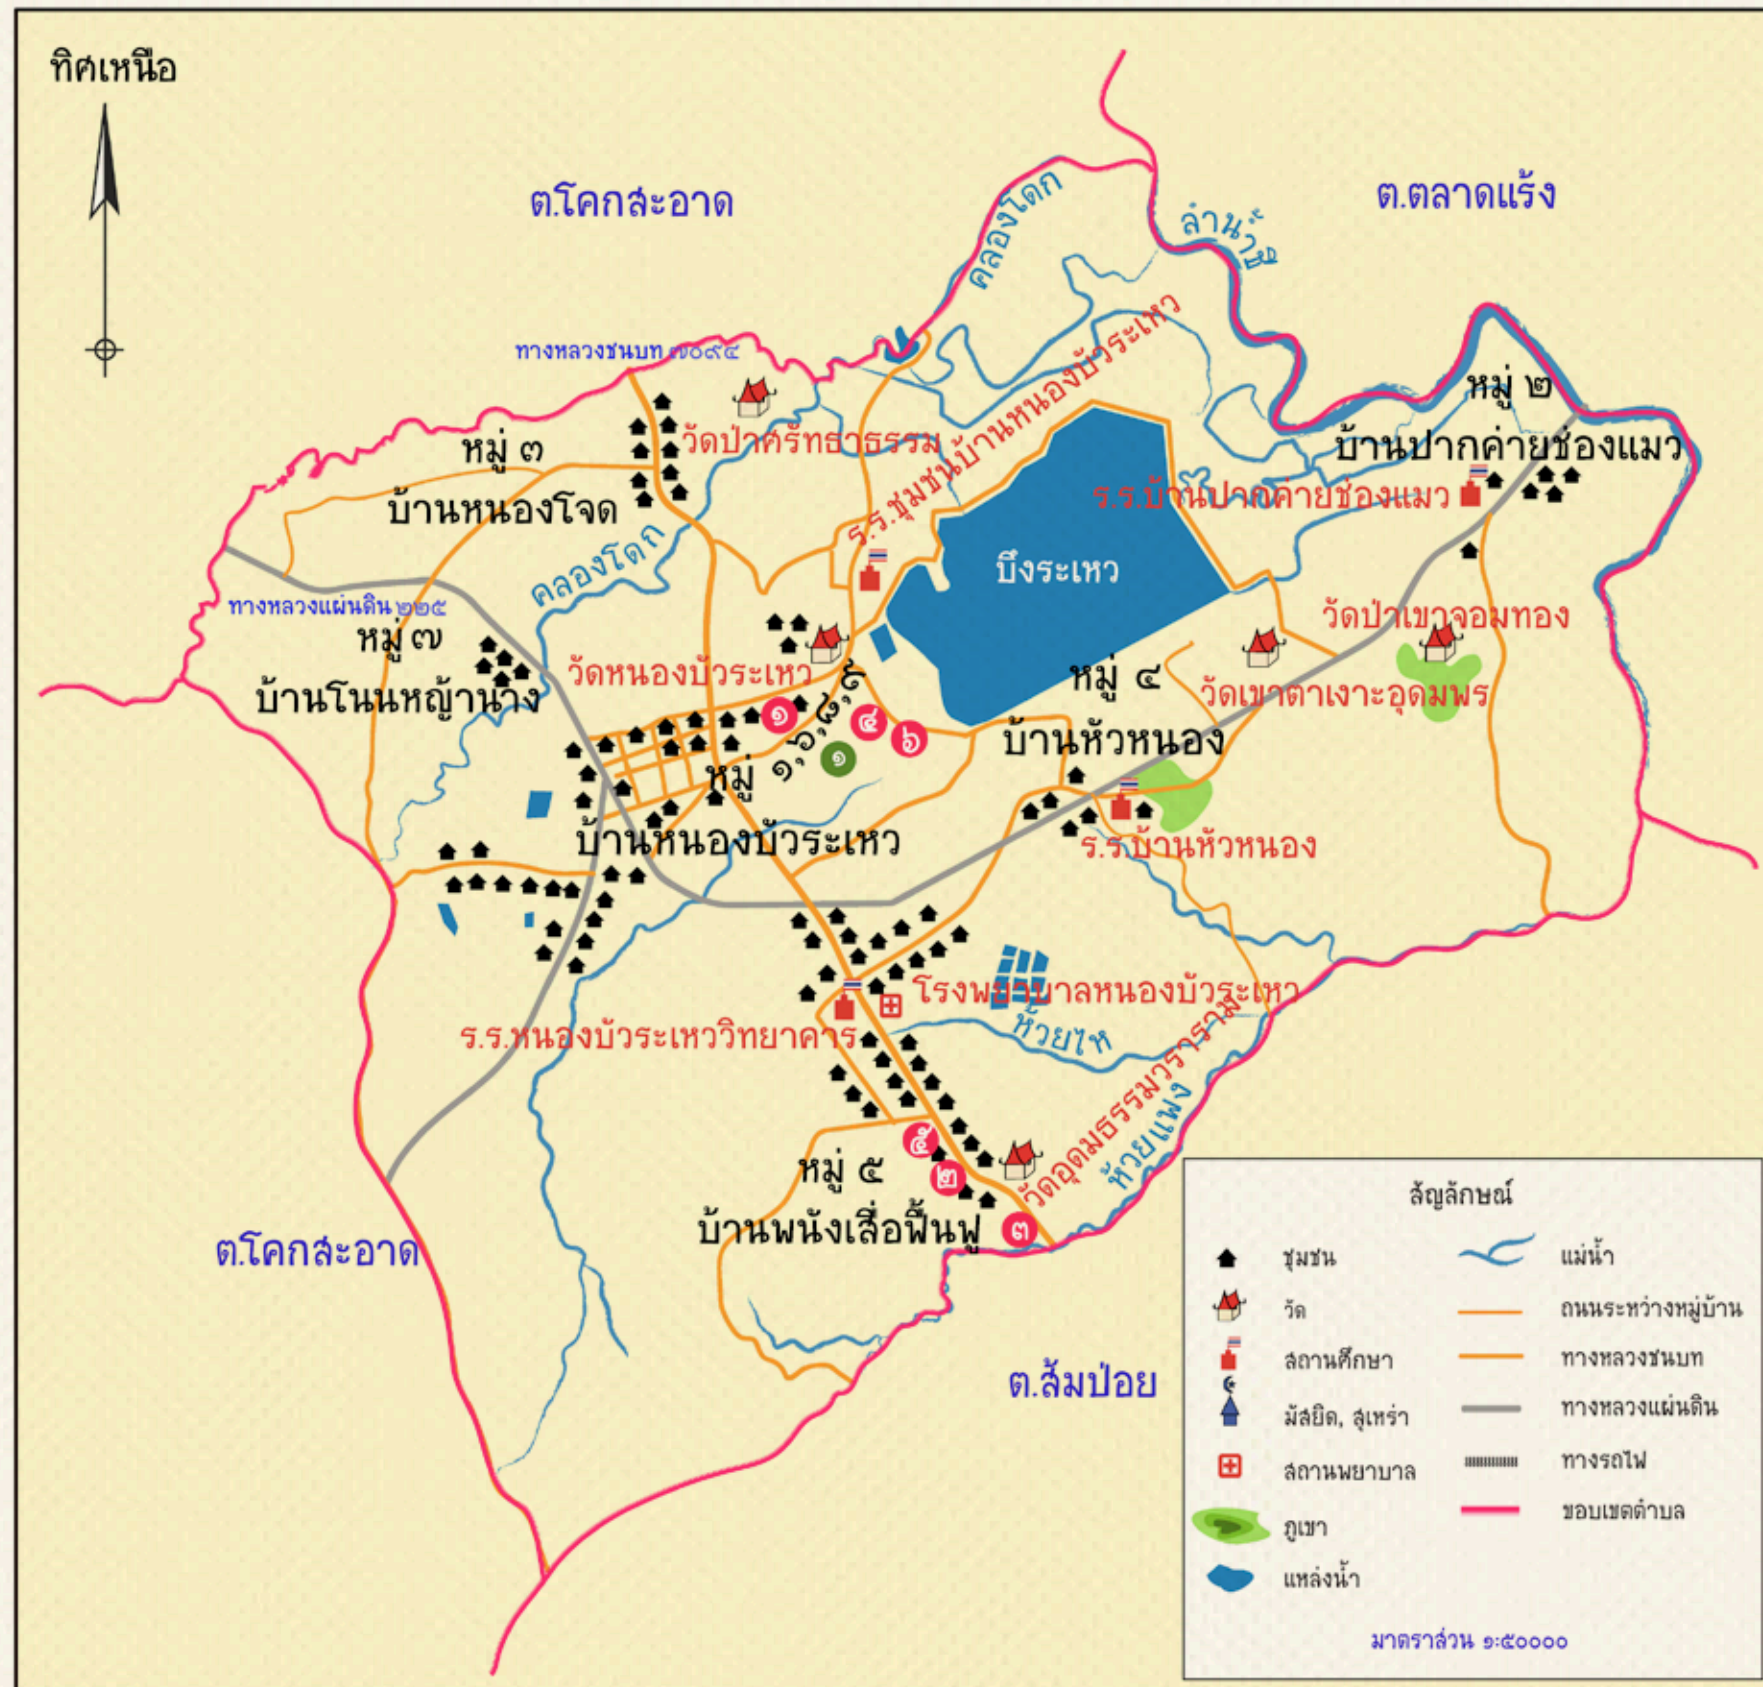 ทิศเหนือ
ต.โคกสะอาด
ต.ตลาดแร้ง
คลองโดก
ลำน้ำชี
ทางหลวงชนบท ๗๐๙๔
หมู่ ๒
บ้านปากค่ายช่องแมว
ร.ร.บ้านปากค่ายช่องแมว
หมู่ ๓
บ้านหนองโจด
วัดป่าศรัทธาธรรม
ร.ร.ชุมชนบ้านหนองบัวระเหว
คลองโดก
บึงระเหว
ทางหลวงแผ่นดิน ๒๒๕
หมู่ ๗
บ้านโนนหญ้านาง
วัดหนองบัวระเหว
วัดป่าเขาจอมทอง
หมู่ ๔
บ้านหัวหนอง
วัดเขาตาเงาะอุดมพร
๑
๔
๖
๑
หมู่ ๑,๖,๘,๙
บ้านหนองบัวระเหว
ร.ร.บ้านหัวหนอง
โรงพยาบาลหนองบัวระเหว
ร.ร.หนองบัวระเหววิทยาคาร
ห้วยไห
วัดอุดมธรรมวราราม
ห้วยแพง
๕
๒
๓
หมู่ ๕
บ้านพนังเสื่อฟื้นฟู
ต.โคกสะอาด
ต.ส้มป่อย
สัญลักษณ์
ชุมชน
แม่น้ำ
วัด
ถนนระหว่างหมู่บ้าน
สถานศึกษา
ทางหลวงชนบท
มัสยิด, สุเหร่า
ทางหลวงแผ่นดิน
สถานพยาบาล
ทางรถไฟ
ภูเขา
ขอบเขตตำบล
แหล่งน้ำ
มาตราส่วน ๑:๕๐๐๐๐